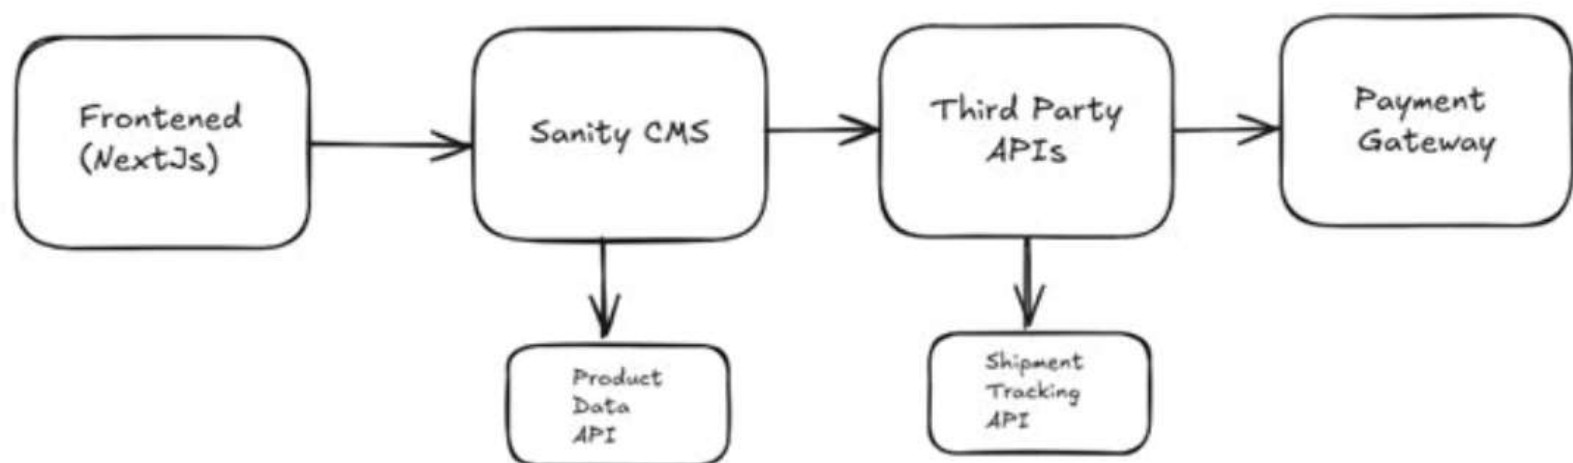 Frontened
(NextJs)
Sanity CMS
Third Party
APIs
Payment
Gateway
Product
Data
API
Shipment
Tracking
API